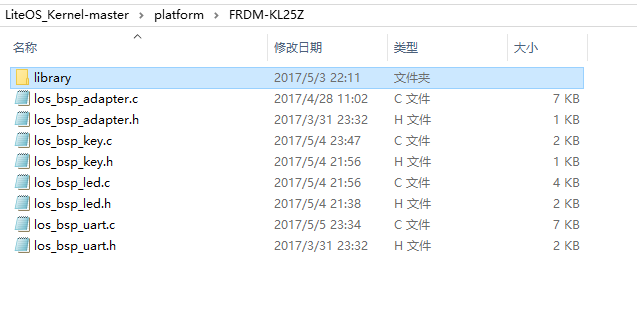 LiteOS_Kernel-master > platform > FRDM-KL25Z
名称 修改日期 类型 大小
library 2017/5/3 22:11 文件夹
los_bsp_adapter.c 2017/4/28 11:02 C 文件 7 KB
los_bsp_adapter.h 2017/3/31 23:32 H 文件 1 KB
los_bsp_key.c 2017/5/4 23:47 C 文件 2 KB
los_bsp_key.h 2017/5/4 21:56 H 文件 1 KB
los_bsp_led.c 2017/5/4 21:56 C 文件 4 KB
los_bsp_led.h 2017/5/4 21:38 H 文件 2 KB
los_bsp_uart.c 2017/5/5 23:34 C 文件 7 KB
los_bsp_uart.h 2017/3/31 23:32 H 文件 2 KB